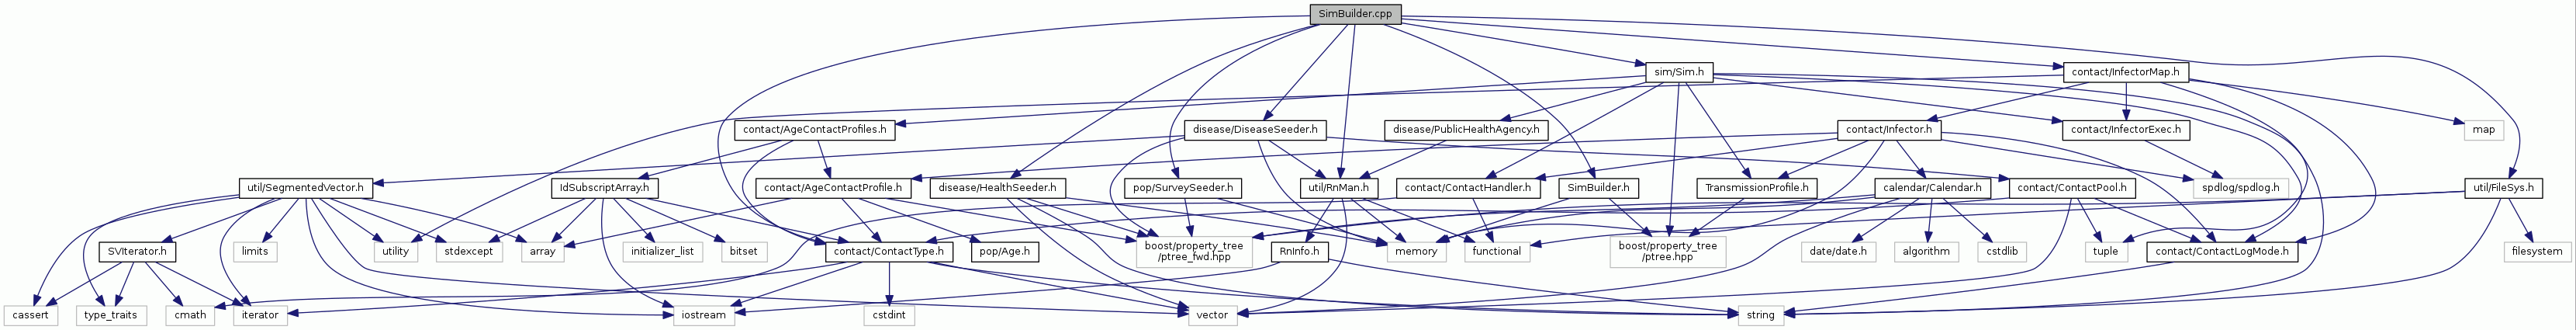 SimBuilder.cpp
sim/Sim.h
contact/InfectorMap.h
contact/AgeContactProfiles.h
disease/DiseaseSeeder.h
disease/PublicHealthAgency.h
contact/Infector.h
contact/InfectorExec.h
map
util/SegmentedVector.h
IdSubscriptArray.h
contact/AgeContactProfile.h
disease/HealthSeeder.h
pop/SurveySeeder.h
util/RnMan.h
contact/ContactHandler.h
SimBuilder.h
TransmissionProfile.h
calendar/Calendar.h
contact/ContactPool.h
spdlog/spdlog.h
util/FileSys.h
SVIterator.h
limits
utility
stdexcept
array
initializer_list
bitset
contact/ContactType.h
pop/Age.h
boost/property_tree
/ptree_fwd.hpp
RnInfo.h
memory
functional
boost/property_tree
/ptree.hpp
date/date.h
algorithm
cstdlib
tuple
contact/ContactLogMode.h
filesystem
cassert
type_traits
cmath
iterator
iostream
cstdint
vector
string